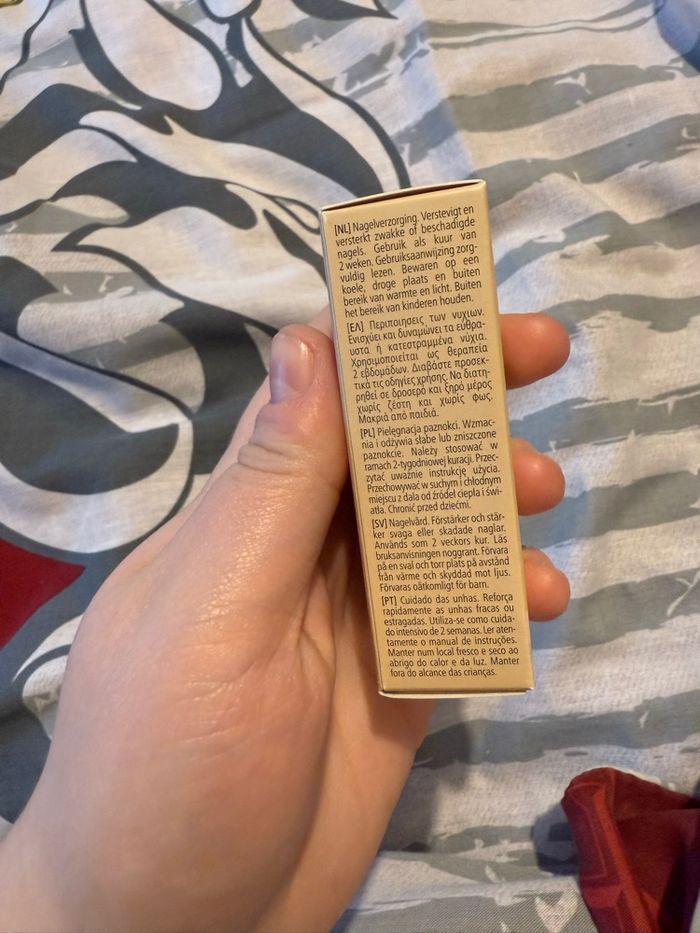 [NL] Nagelverzorging. Verstevigt en
versterkt zwakke of beschadigde
nagels. Gebruik als kuur van
2 weken. Gebruiksaanwijzing zorg-
vuldig lezen. Bewaren op een
koele, droge plaats en buiten
bereik van warmte en licht. Buiten
het bereik van kinderen houden.
[ΕΛ] Περιποιησεις των νυχιων.
Ενισχύει και δυναμώνει τα εύθρα-
υστα ή κατεστραμμένα νύχια.
Χρησιμοποιείται ως θεραπεία
2 εβδομάδων. Διαβάστε προσεκ-
τικά τις οδηγίες χρήσης. Να διατη-
ρηθεί σε δροσερό και ξηρό μέρος
χωρίς ζέστη και χωρίς φως.
Μακριά από παιδιά.
[PL] Pielęgnacja paznokci. Wzmac-
nia i odżywia słabe lub zniszczone
paznokcie. Należy stosować w
ramach 2-tygodniowej kuracji. Przec-
zytać uważnie instrukcję użycia.
Przechowywać w suchym i chłodnym
miejscu z dala od źródeł ciepła i świ-
atła. Chronić przed dziećmi.
[SV] Nagelvård. Förstärker och stär-
ker svaga eller skadade naglar.
Används som 2 veckors kur. Läs
bruksanvisningen noggrant. Förvara
på en sval och torr plats på avstånd
från värme och skyddad mot ljus.
Förvaras oåtkomligt för barn.
[PT] Cuidado das unhas. Reforça
rapidamente as unhas fracas ou
estragadas. Utiliza-se como cuida-
do intensivo de 2 semanas. Ler aten-
tamente o manual de instruções.
Manter num local fresco e seco ao
abrigo do calor e da luz. Manter
fora do alcance das crianças.